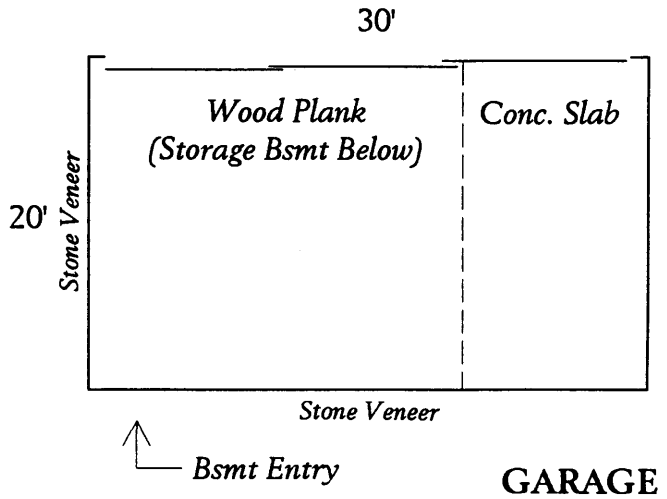 30'
Wood Plank
(Storage Bsmt Below)
Conc. Slab
20'
Stone Veneer
Stone Veneer
Bsmt Entry
GARAGE